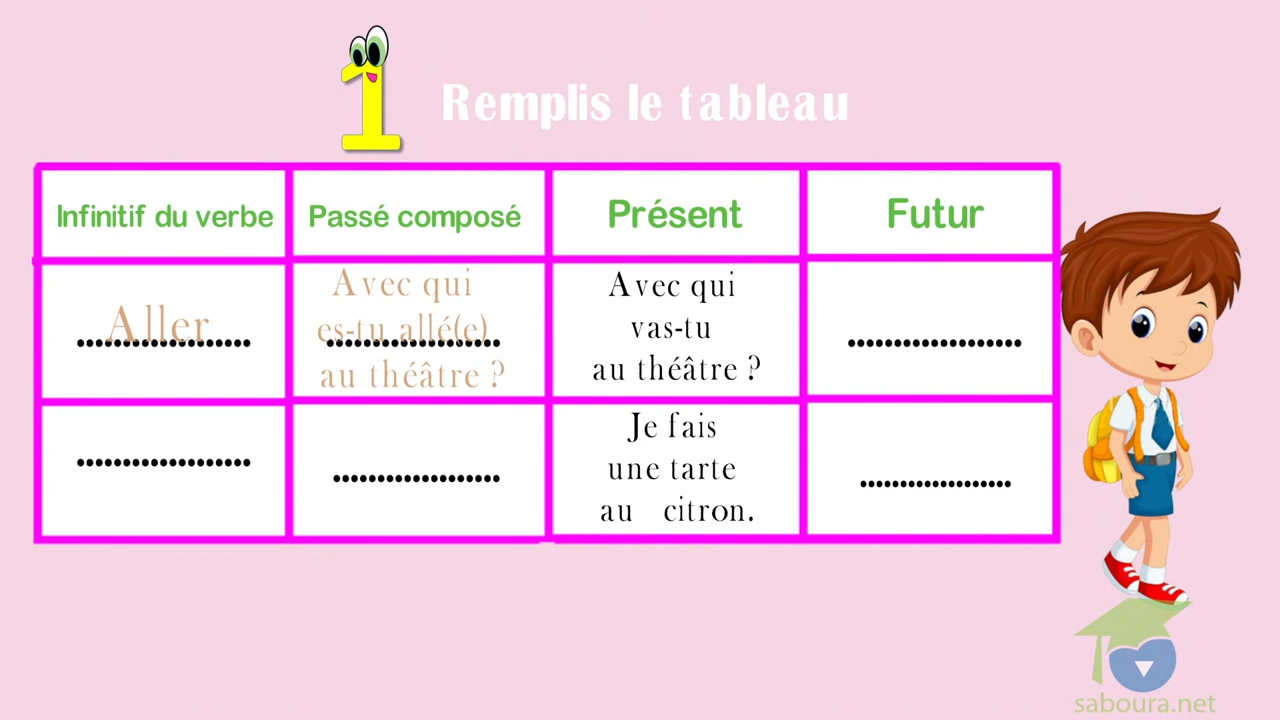 1 Remplis le tableau
Infinitif du verbe Passé composé Présent Futur
Aller
Avec qui
es-tu allé(e)
au théâtre ?
Avec qui
vas-tu
au théâtre ?
...................
...................
...................
Je fais
une tarte
au citron.
...................
saboura.net